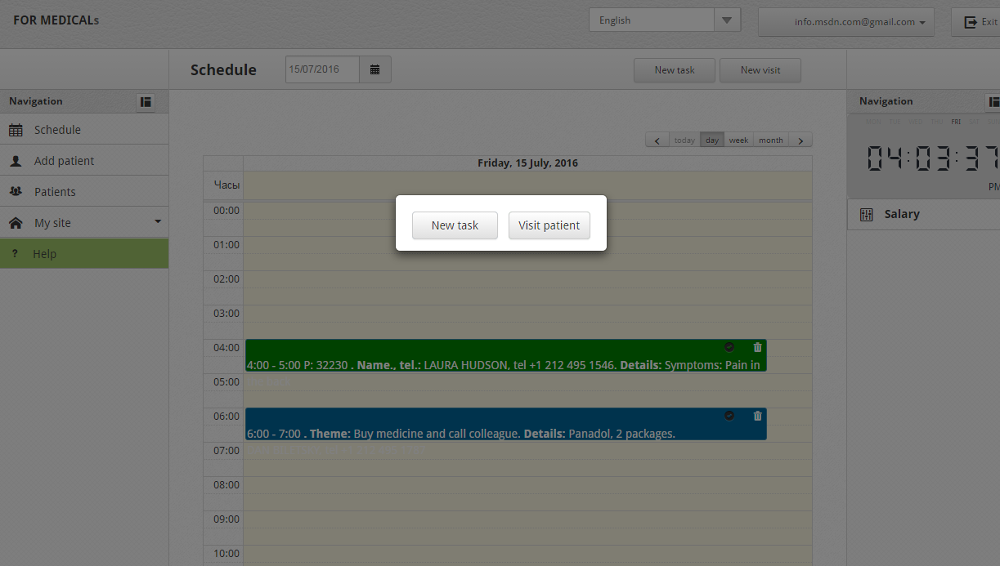 FOR MEDICALs
English
info.msdn.com@gmail.com
Exit
Schedule
15/07/2016
New task
New visit
Navigation
Schedule
Add patient
Patients
My site
? Help
today day week month
Friday, 15 July, 2016
Часы
00:00
01:00
02:00
03:00
04:00
4:00 - 5:00 P: 32230 . Name., tel.: LAURA HUDSON, tel +1 212 495 1546. Details: Symptoms: Pain in
05:00
06:00
6:00 - 7:00 . Theme: Buy medicine and call colleague. Details: Panadol, 2 packages.
07:00
08:00
09:00
10:00
New task
Visit patient
Navigation
MON TUE WED THU FRI SAT SUN
04:03:37
PM
Salary